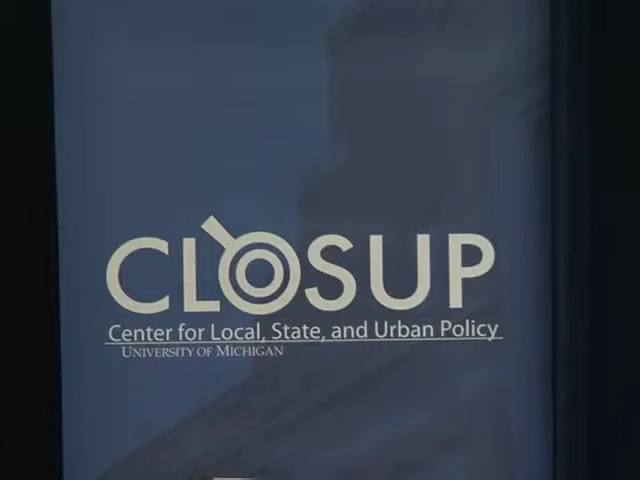 CLOSUP
Center for Local, State, and Urban Policy
UNIVERSITY OF MICHIGAN